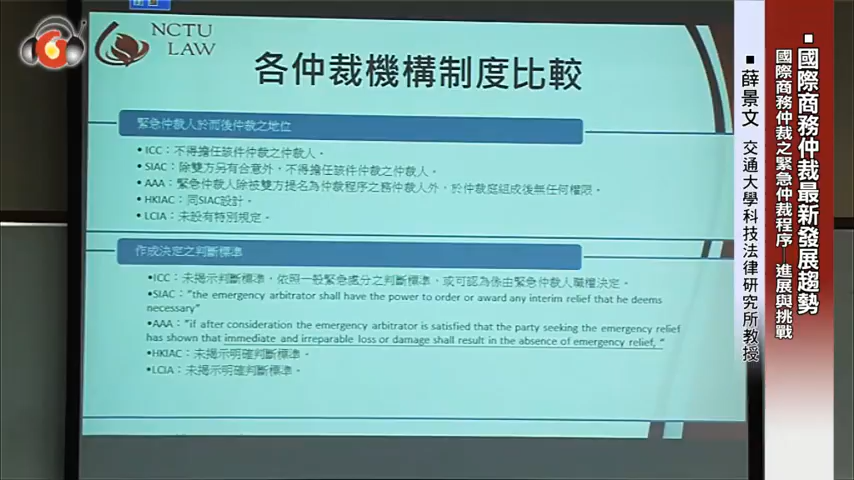 NCTU
LAW
各仲裁機構制度比較
緊急仲裁人於而後仲裁之地位
•ICC：不得擔任該件仲裁之仲裁人。
•SIAC：除雙方另有合意外，不得擔任該件仲裁之仲裁人。
•AAA：緊急仲裁人除被雙方提名為仲裁程序之務仲裁人外，於仲裁庭組成後無任何權限。
•HKIAC：同SIAC設計。
•LCIA：未設有特別規定。
作成決定之判斷標準
•ICC：未揭示判斷標準，依照一般緊急處分之判斷標準，或可認為係由緊急仲裁人職權決定。
•SIAC："the emergency arbitrator shall have the power to order or award any interim relief that he deems
necessary"
•AAA："if after consideration the emergency arbitrator is satisfied that the party seeking the emergency relief
has shown that immediate and irreparable loss or damage shall result in the absence of emergency relief, "
•HKIAC：未揭示明確判斷標準。
•LCIA：未揭示明確判斷標準。
■國際商務仲裁最新發展趨勢
國際商務仲裁之緊急仲裁程序—進展與挑戰
■薛景文 交通大學科技法律研究所教授